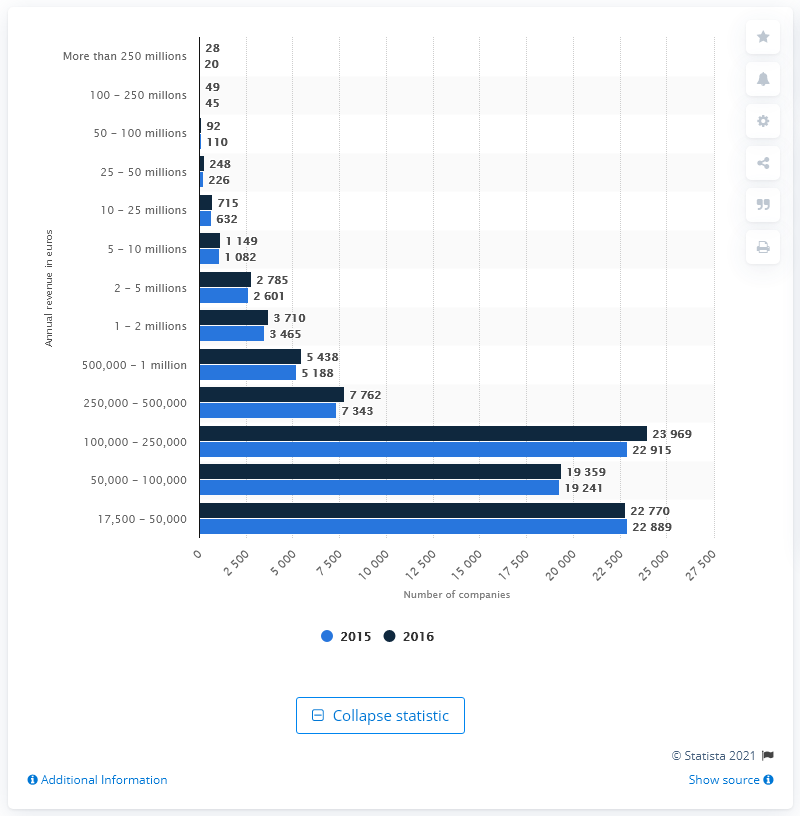 More than 250 millions
28
20
100 – 250 millons
49
45
50 – 100 millions
92
110
25 – 50 millions
248
226
10 – 25 millions
715
632
5 – 10 millions
1 149
1 082
2 – 5 millions
2 785
2 601
1 – 2 millions
3 710
3 465
500,000 – 1 million
5 438
5 188
250,000 – 500,000
7 762
7 343
100,000 – 250,000
23 969
22 915
50,000 – 100,000
19 359
19 241
17,500 – 50,000
22 770
22 889
Annual revenue in euros
0
2 500
5 000
7 500
10 000
12 500
15 000
17 500
20 000
22 500
25 000
27 500
Number of companies
2015 2016
Collapse statistic
© Statista 2021
Additional Information
Show source